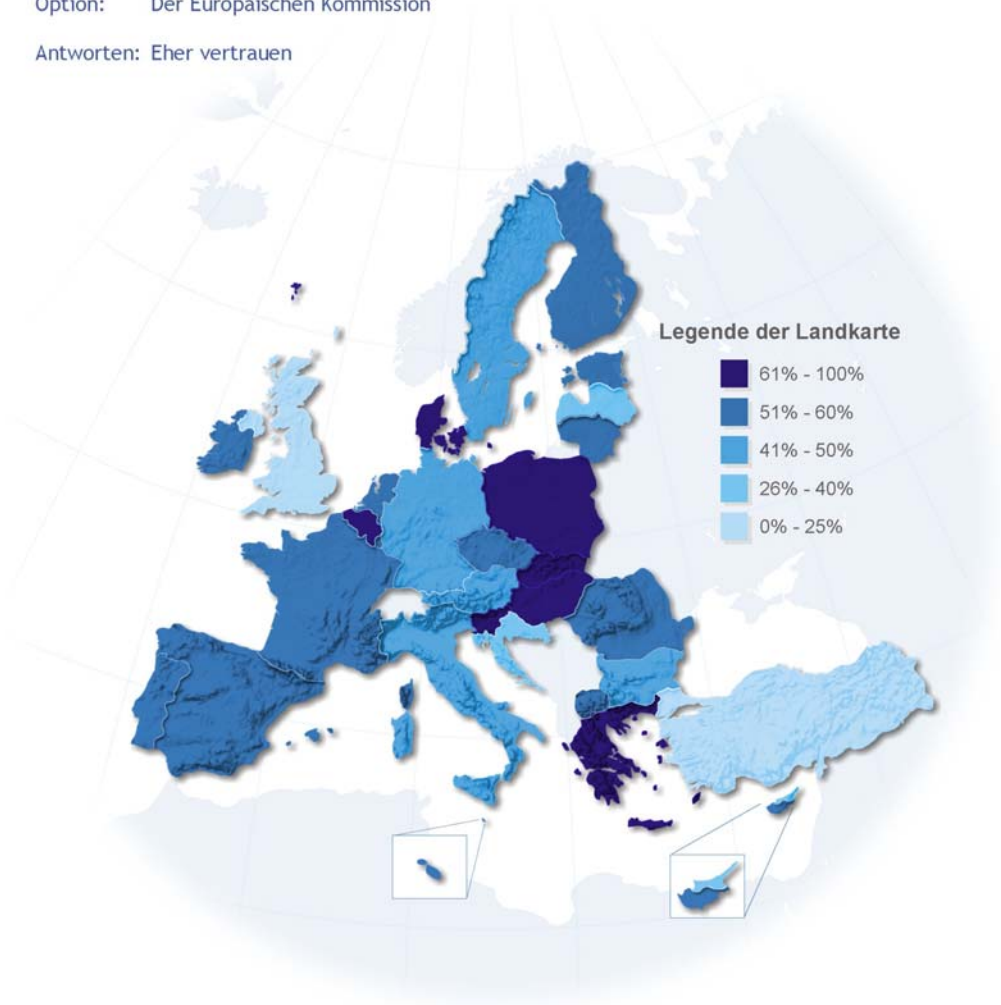 Option: Der Europäischen Kommission
Antworten: Eher vertrauen
Legende der Landkarte
61% - 100%
51% - 60%
41% - 50%
26% - 40%
0% - 25%